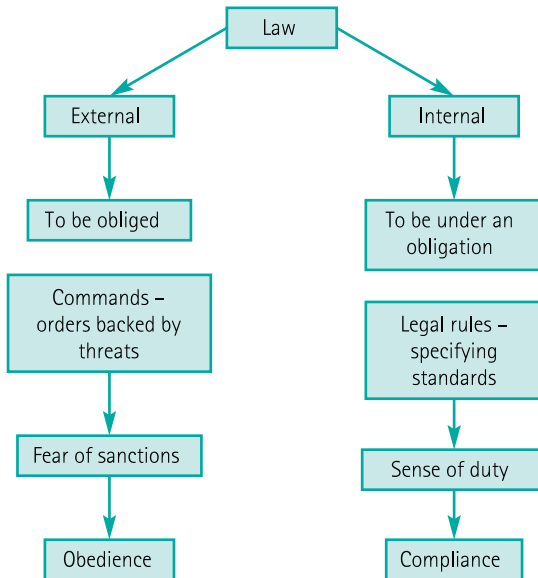 Law
External
Internal
To be obliged
To be under an
obligation
Commands –
orders backed by
threats
Legal rules –
specifying
standards
Fear of sanctions
Sense of duty
Obedience
Compliance